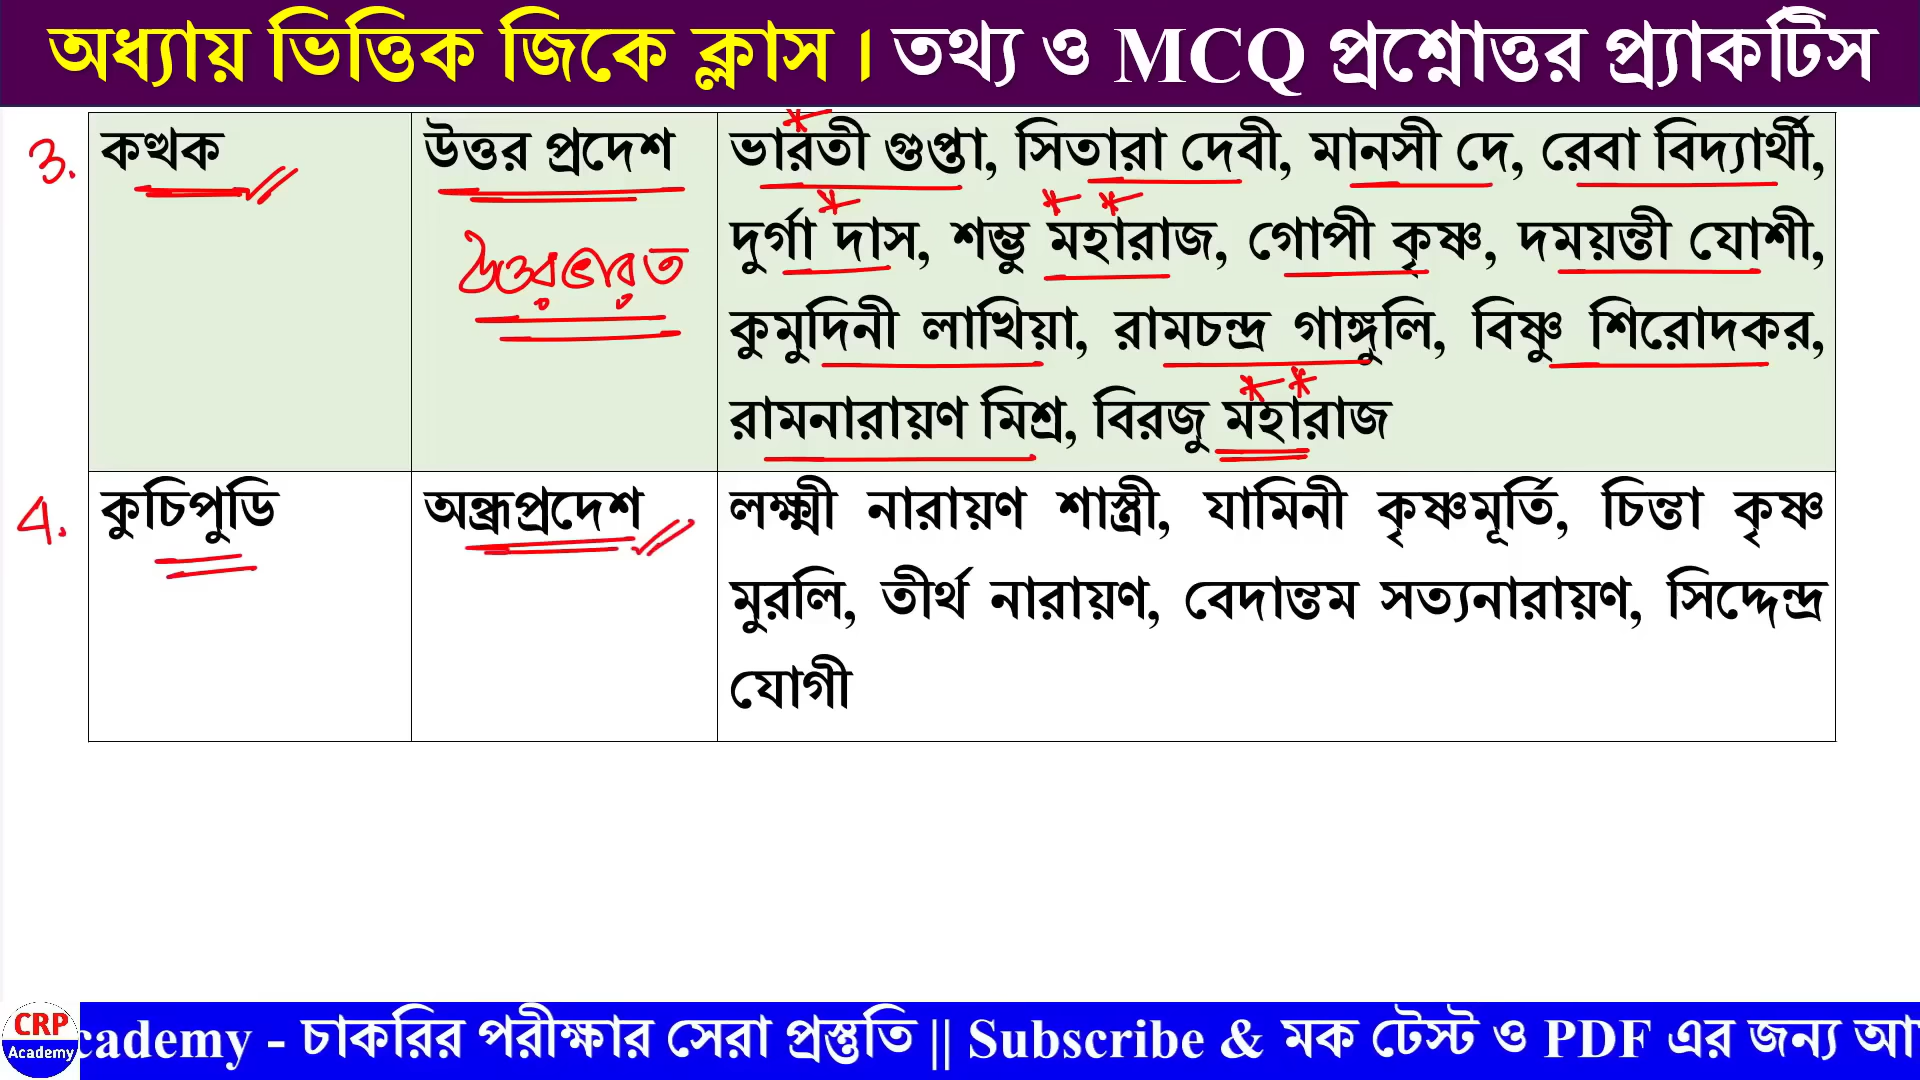 অধ্যায় ভিত্তিক জিকে ক্লাস । তথ্য ও MCQ প্রশ্নোত্তর প্র্যাকটিস
3. কত্থক উত্তর প্রদেশ ভারতী গুপ্তা, সিতারা দেবী, মানসী দে, রেবা বিদ্যার্থী,
দুর্গা দাস, শম্ভু মহারাজ, গোপী কৃষ্ণ, দময়ন্তী যোশী,
উত্তরভারত
কুমুদিনী লাখিয়া, রামচন্দ্র গাঙ্গুলি, বিষ্ণু শিরোদকর,
রামনারায়ণ মিশ্র, বিরজু মহারাজ
4. কুচিপুডি অন্ধ্রপ্রদেশ লক্ষ্মী নারায়ণ শাস্ত্রী, যামিনী কৃষ্ণমূর্তি, চিন্তা কৃষ্ণ
মুরলি, তীর্থ নারায়ণ, বেদান্তম সত্যনারায়ণ, সিদ্দেন্দ্র
যোগী
CRP
Academy
cademy - চাকরির পরীক্ষার সেরা প্রস্তুতি || Subscribe & মক টেস্ট ও PDF এর জন্য আ